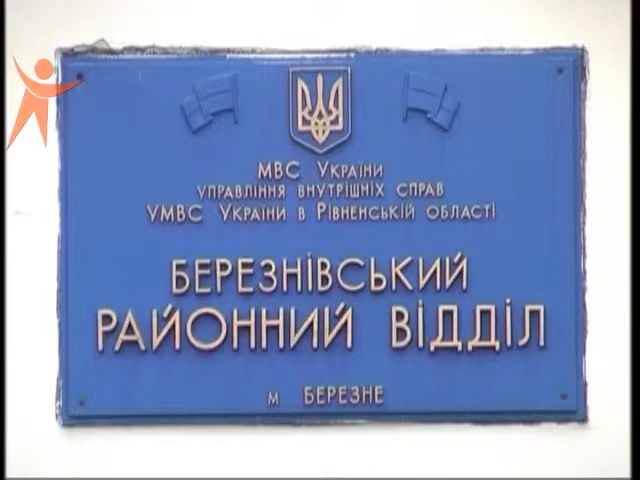 МВС України
управління внутрішніх справ
УМВС України в Рівненській області
БЕРЕЗНІВСЬКИЙ
РАЙОННИЙ ВІДДІЛ
м БЕРЕЗНЕ